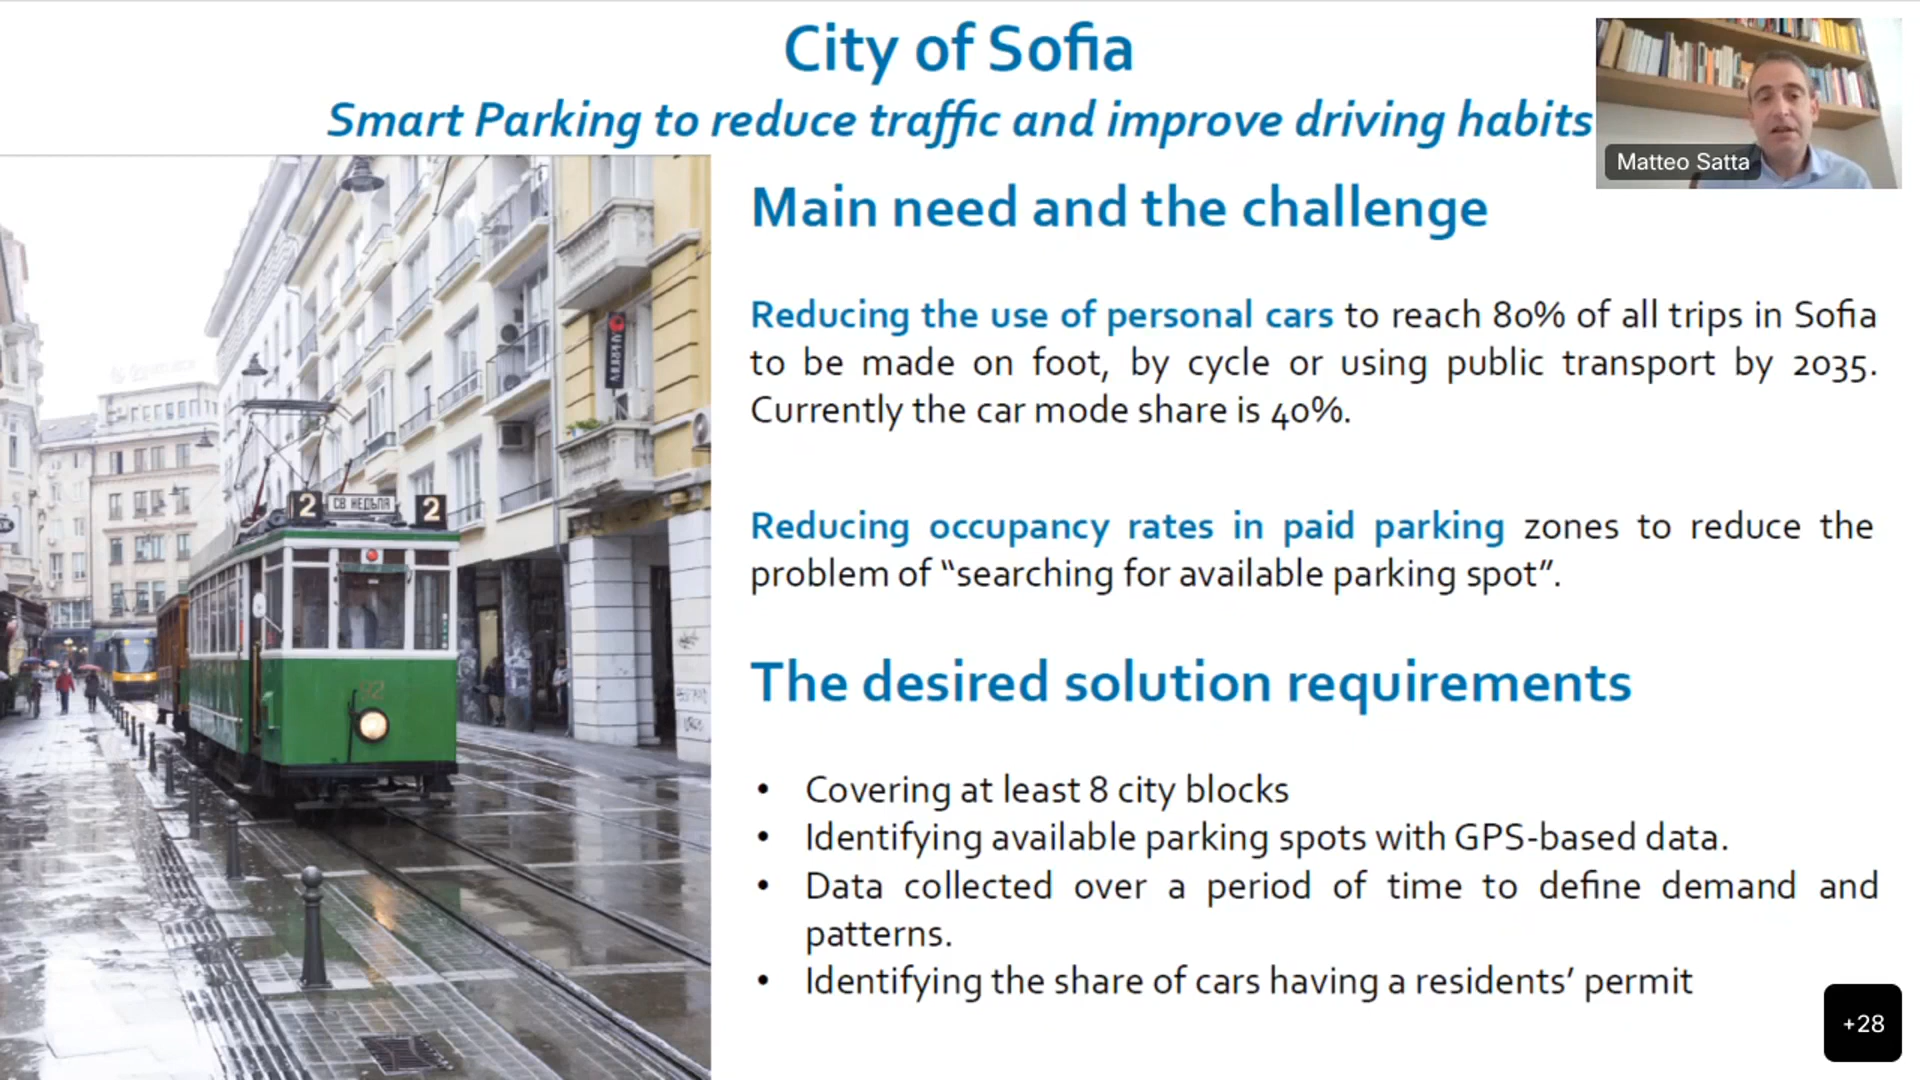 City of Sofia
Smart Parking to reduce traffic and improve driving habits
Matteo Satta
Main need and the challenge
Reducing the use of personal cars to reach 80% of all trips in Sofia
to be made on foot, by cycle or using public transport by 2035.
Currently the car mode share is 40%.
Reducing occupancy rates in paid parking zones to reduce the
problem of “searching for available parking spot”.
The desired solution requirements
• Covering at least 8 city blocks
• Identifying available parking spots with GPS-based data.
• Data collected over a period of time to define demand and
patterns.
• Identifying the share of cars having a residents’ permit
2 СВ НЕДЕЛЯ 2
92
+28